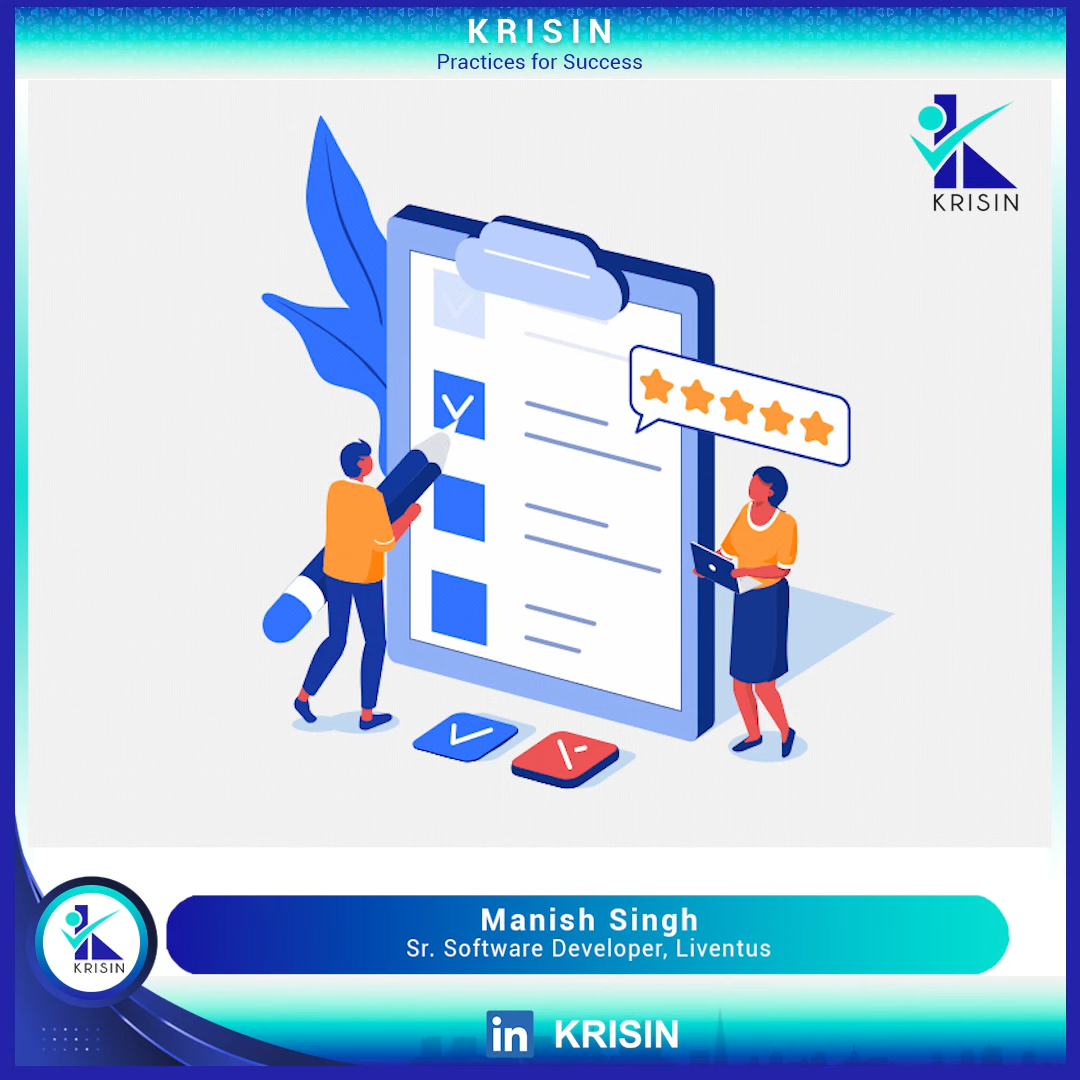 KRISIN
Practices for Success
KRISIN
Manish Singh
Sr. Software Developer, Liventus
KRISIN
in KRISIN